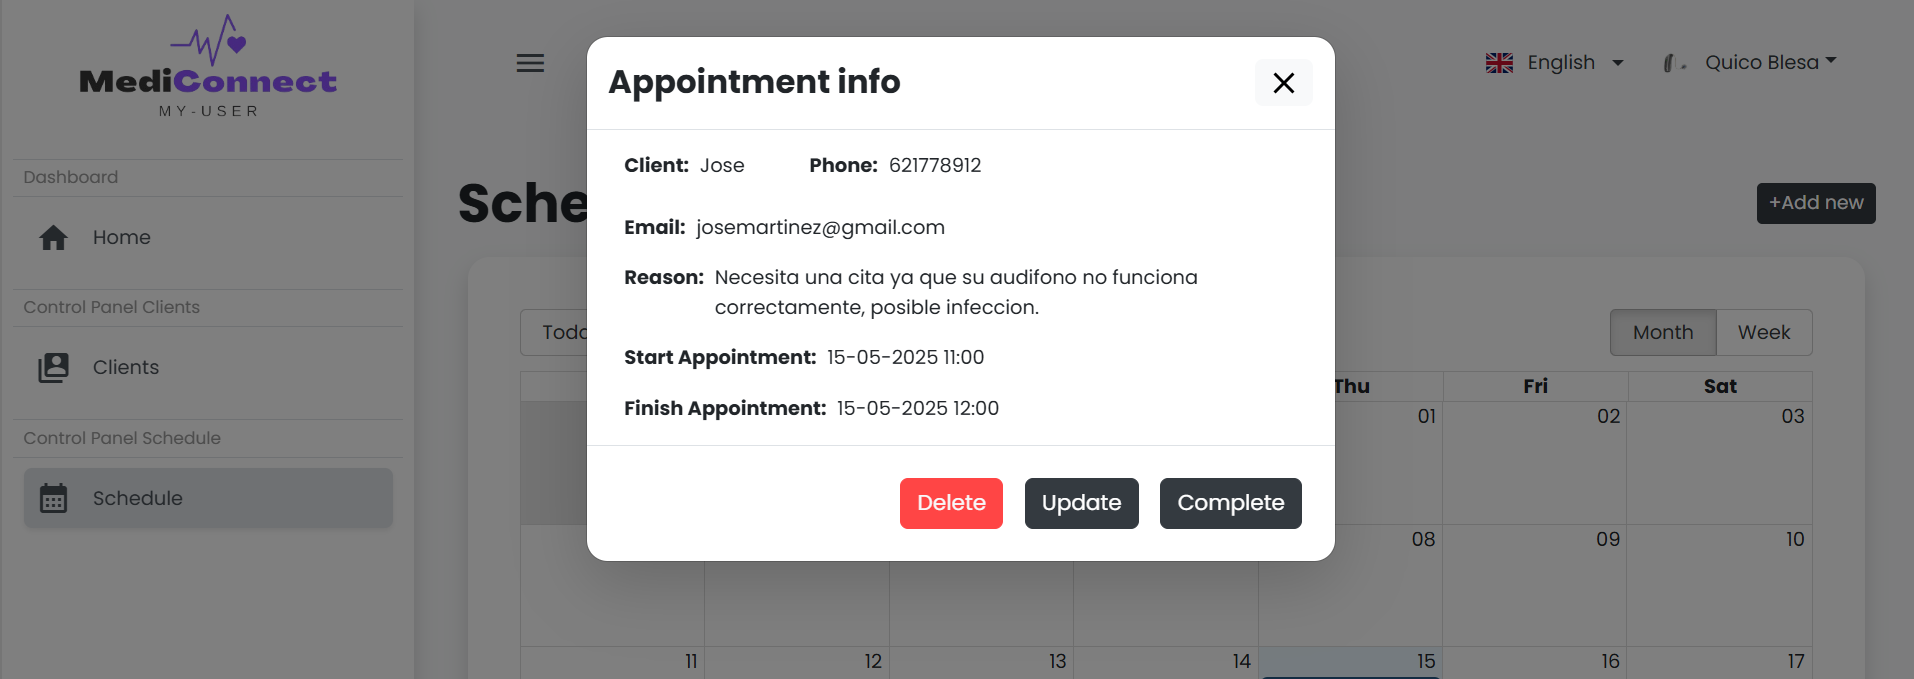 MediConnect
MY-USER
Dashboard
Home
Control Panel Clients
Clients
Control Panel Schedule
Schedule
English
Quico Blesa
+Add new
Month
Week
Thu
Fri
Sat
01
02
03
08
09
10
11
12
13
14
15
16
17
Appointment info
Client: Jose
Phone: 621778912
Email: josemartinez@gmail.com
Reason: Necesita una cita ya que su audifono no funciona
correctamente, posible infeccion.
Start Appointment: 15-05-2025 11:00
Finish Appointment: 15-05-2025 12:00
Delete
Update
Complete